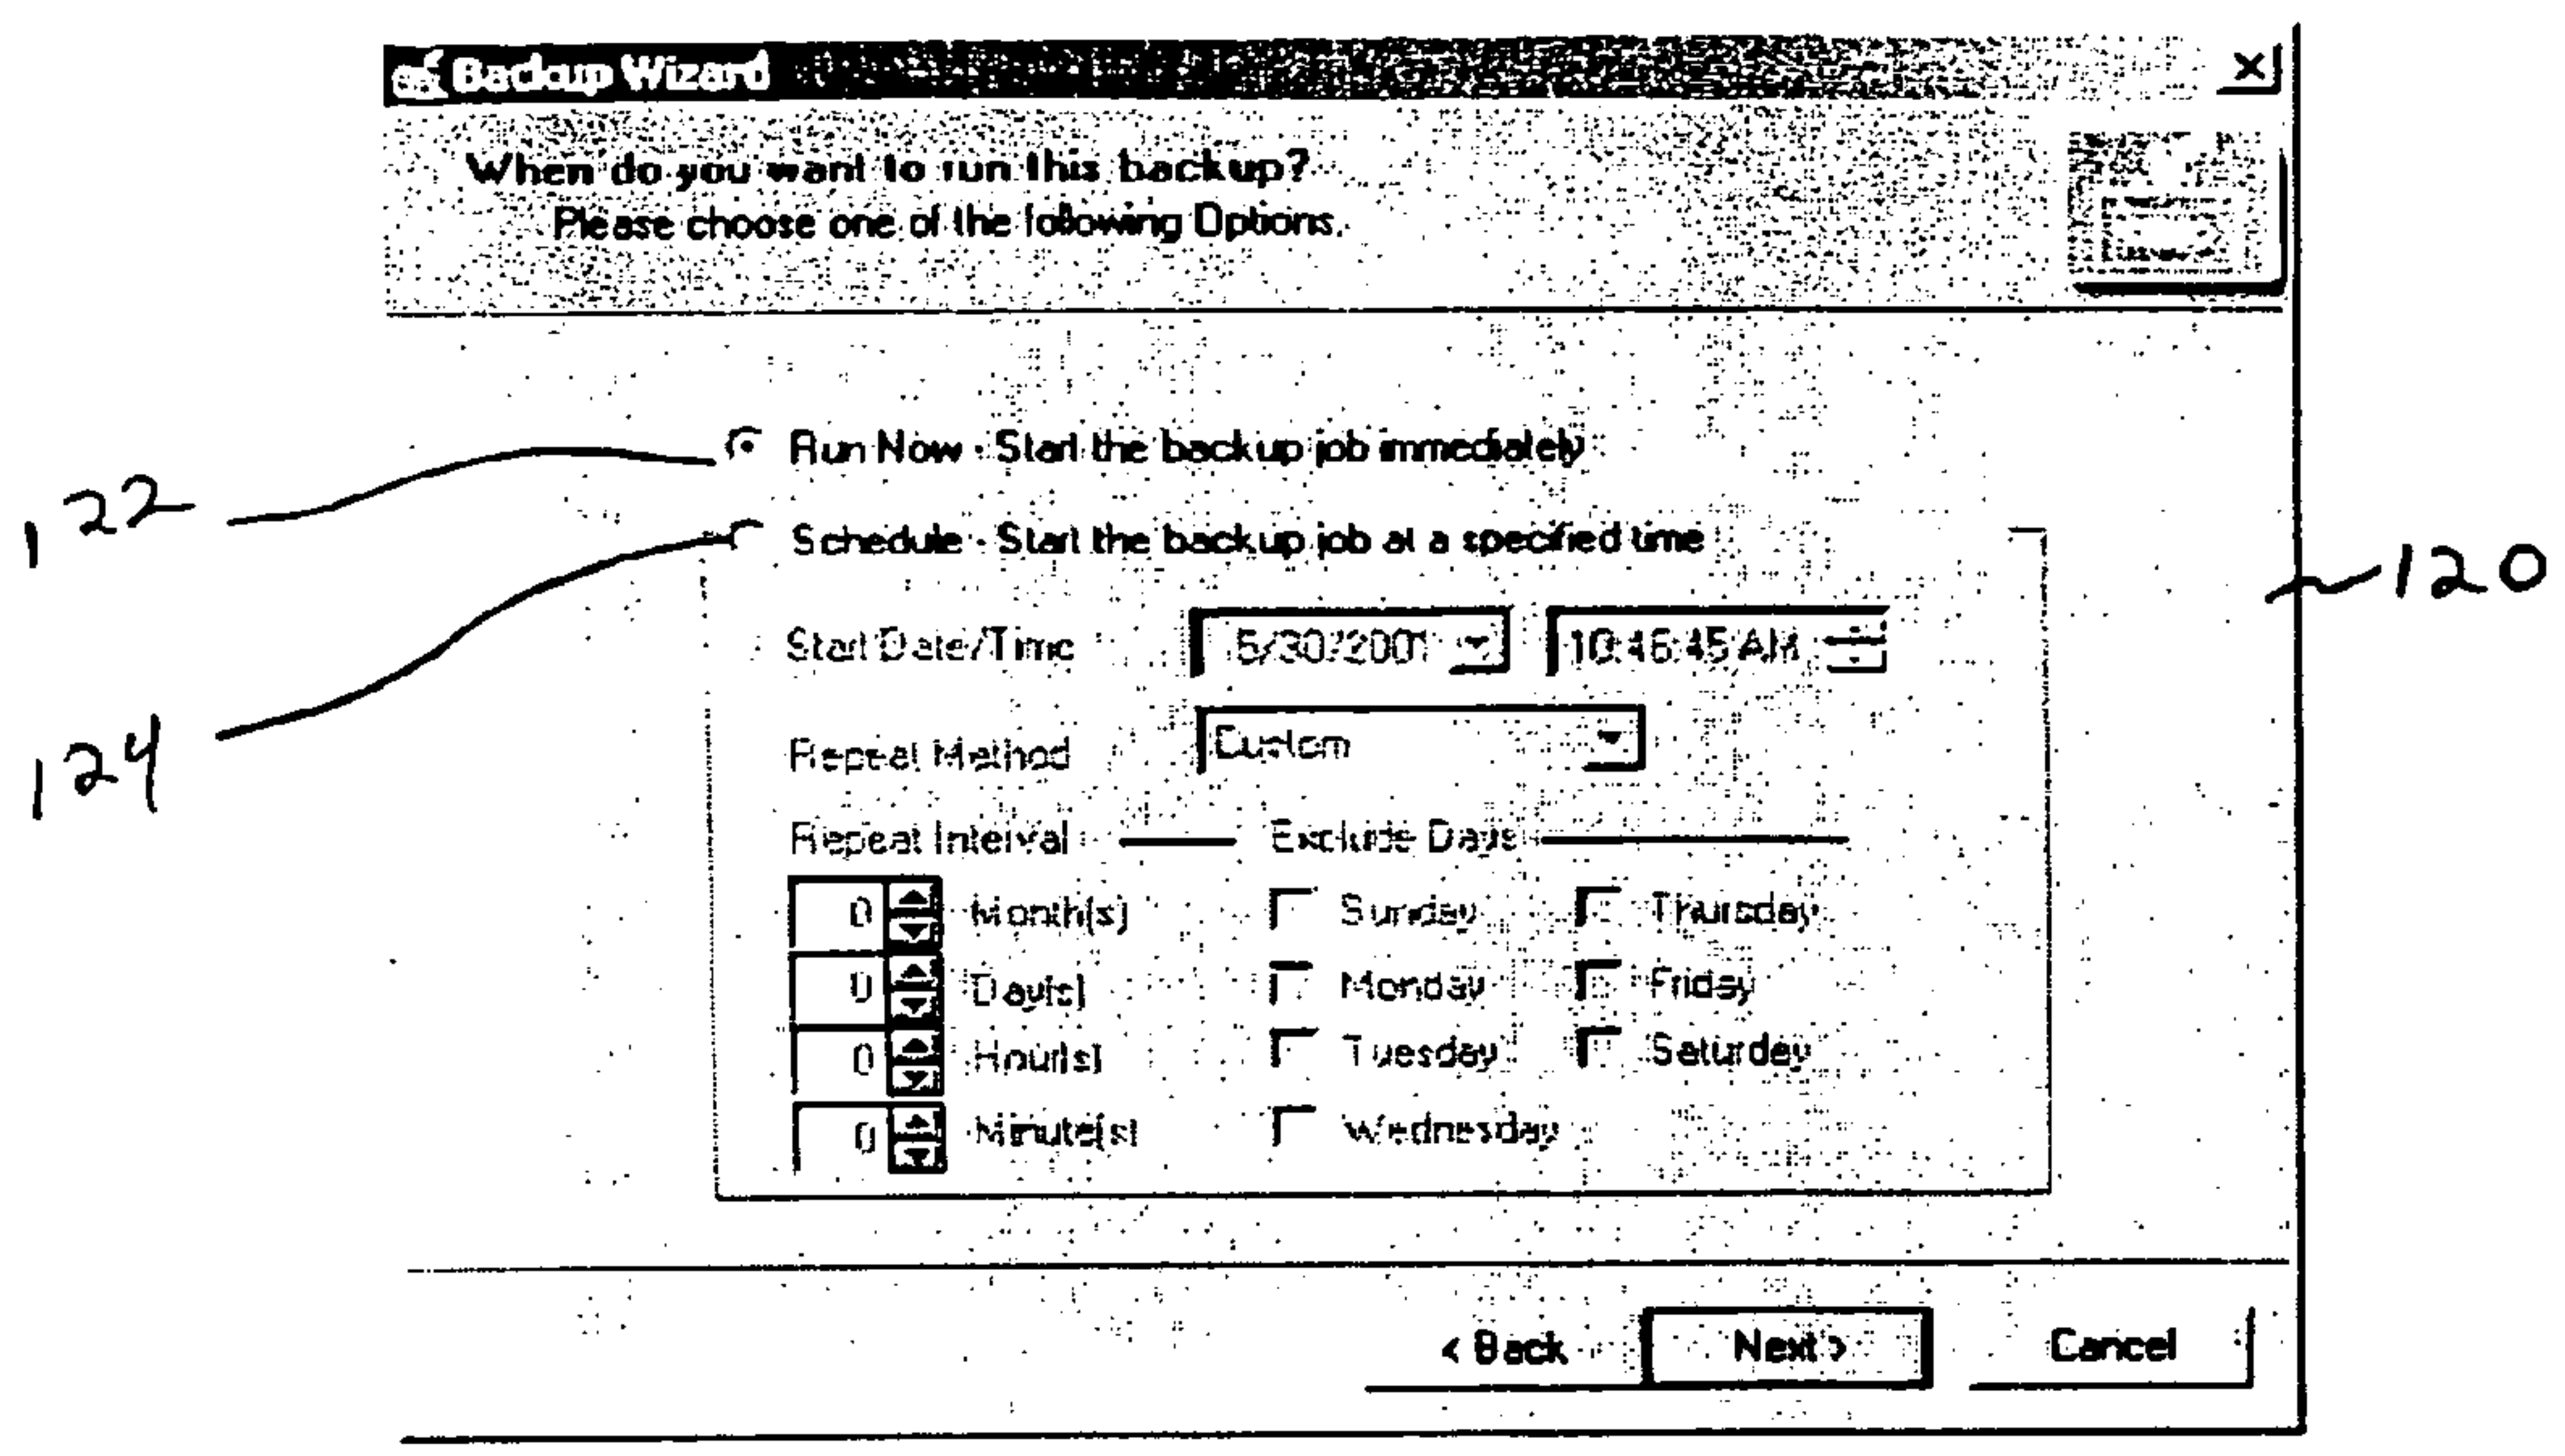 Backup Wizard
When do you want to run this backup?
Please choose one of the following Options.
Run Now - Start the backup job immediately
122
Schedule - Start the backup job at a specified time
120
Start Date/Time 5/30/2001 10:46:45 AM
124
Repeat Method Custom
Repeat Interval Exclude Days
0 Month(s) Sunday Thursday
0 Day(s) Monday Friday
0 Hour(s) Tuesday Saturday
0 Minute(s) Wednesday
< Back Next > Cancel